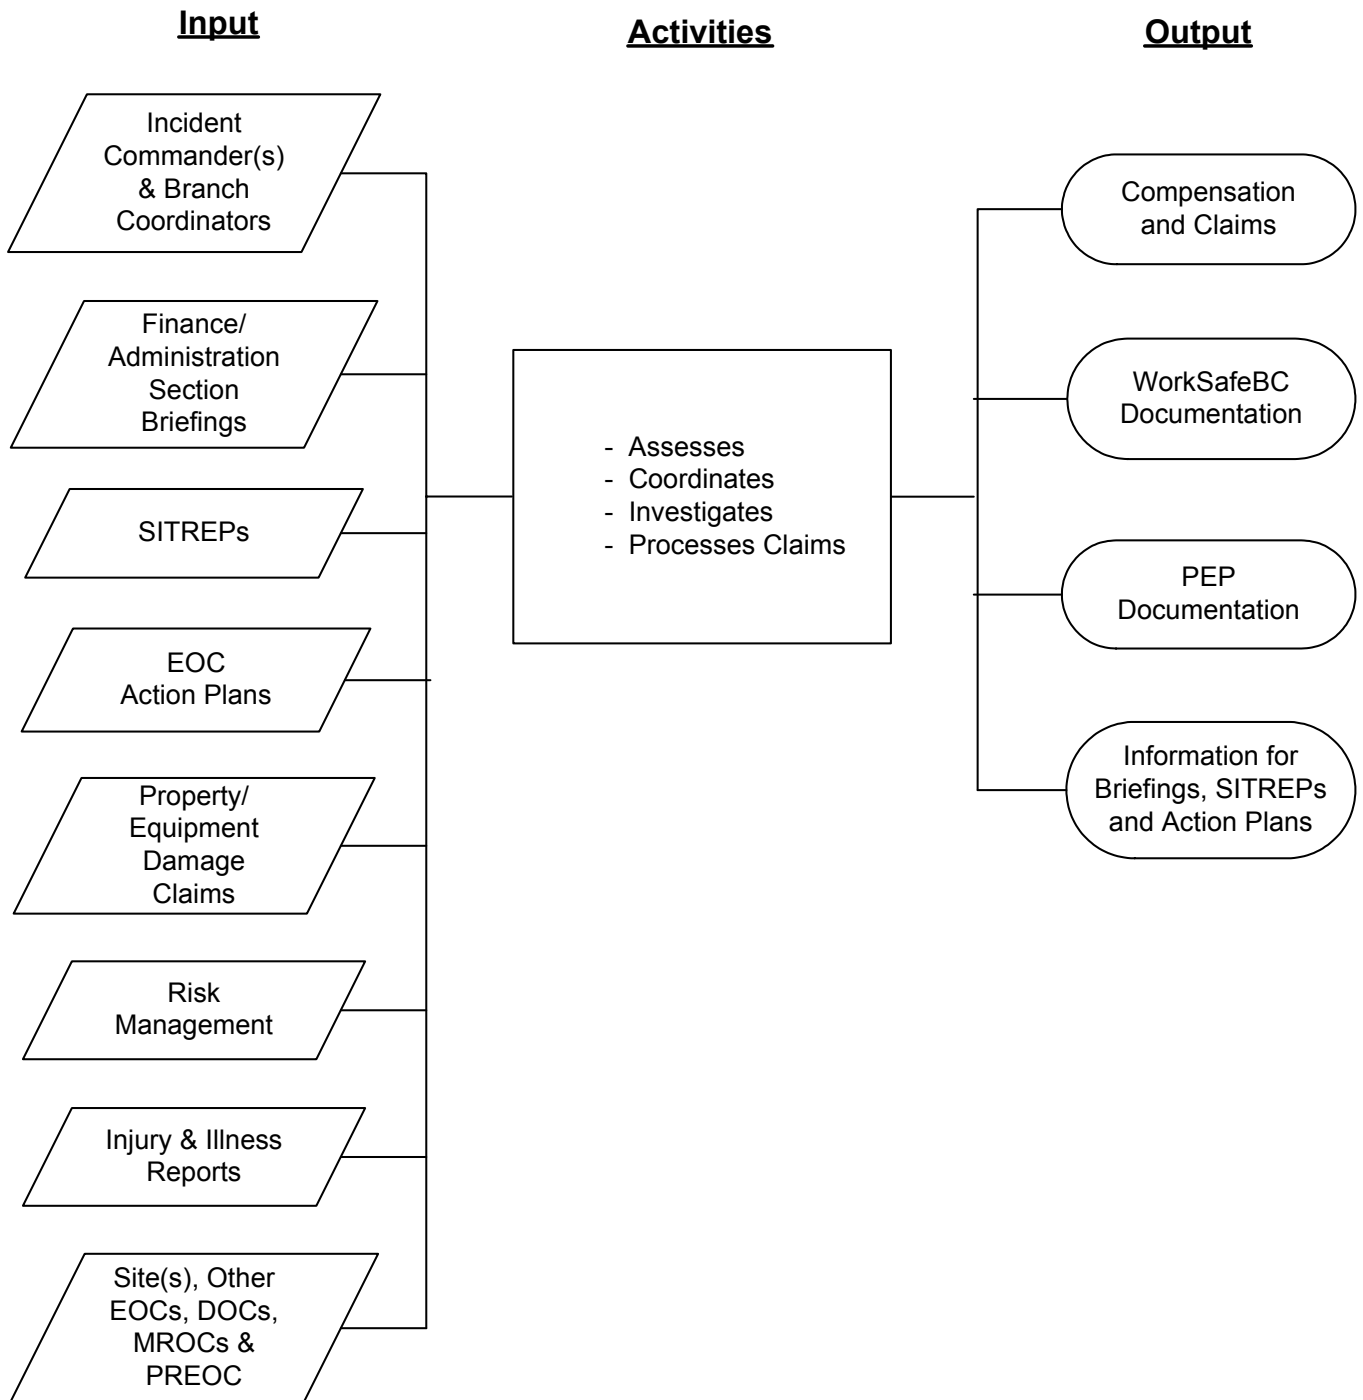 Input
Activities
Output
Incident
Commander(s)
& Branch
Coordinators
Finance/
Administration
Section
Briefings
SITREPs
EOC
Action Plans
Property/
Equipment
Damage
Claims
Risk
Management
Injury & Illness
Reports
Site(s), Other
EOCs, DOCs,
MROCs &
PREOC
- Assesses
- Coordinates
- Investigates
- Processes Claims
Compensation
and Claims
WorkSafeBC
Documentation
PEP
Documentation
Information for
Briefings, SITREPs
and Action Plans